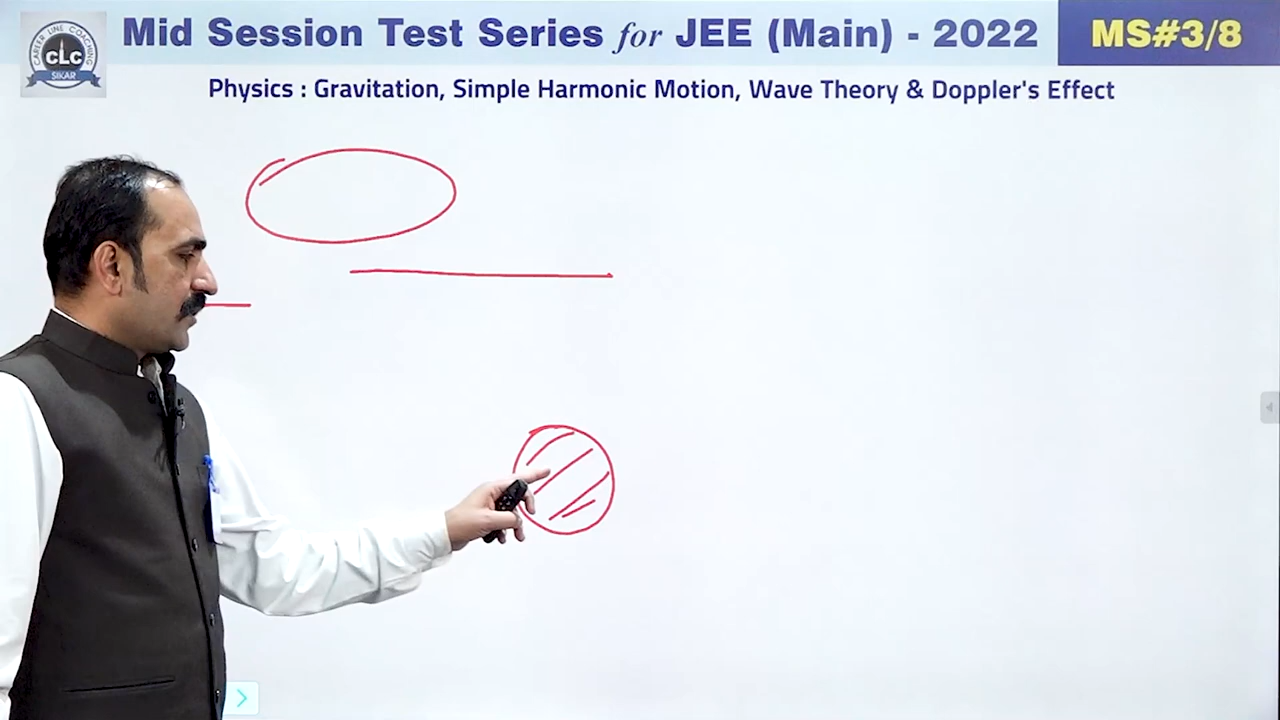 Mid Session Test Series for JEE (Main) - 2022
MS#3/8
CAREER LINE COACHING
CLC
SIKAR
Physics : Gravitation, Simple Harmonic Motion, Wave Theory & Doppler's Effect